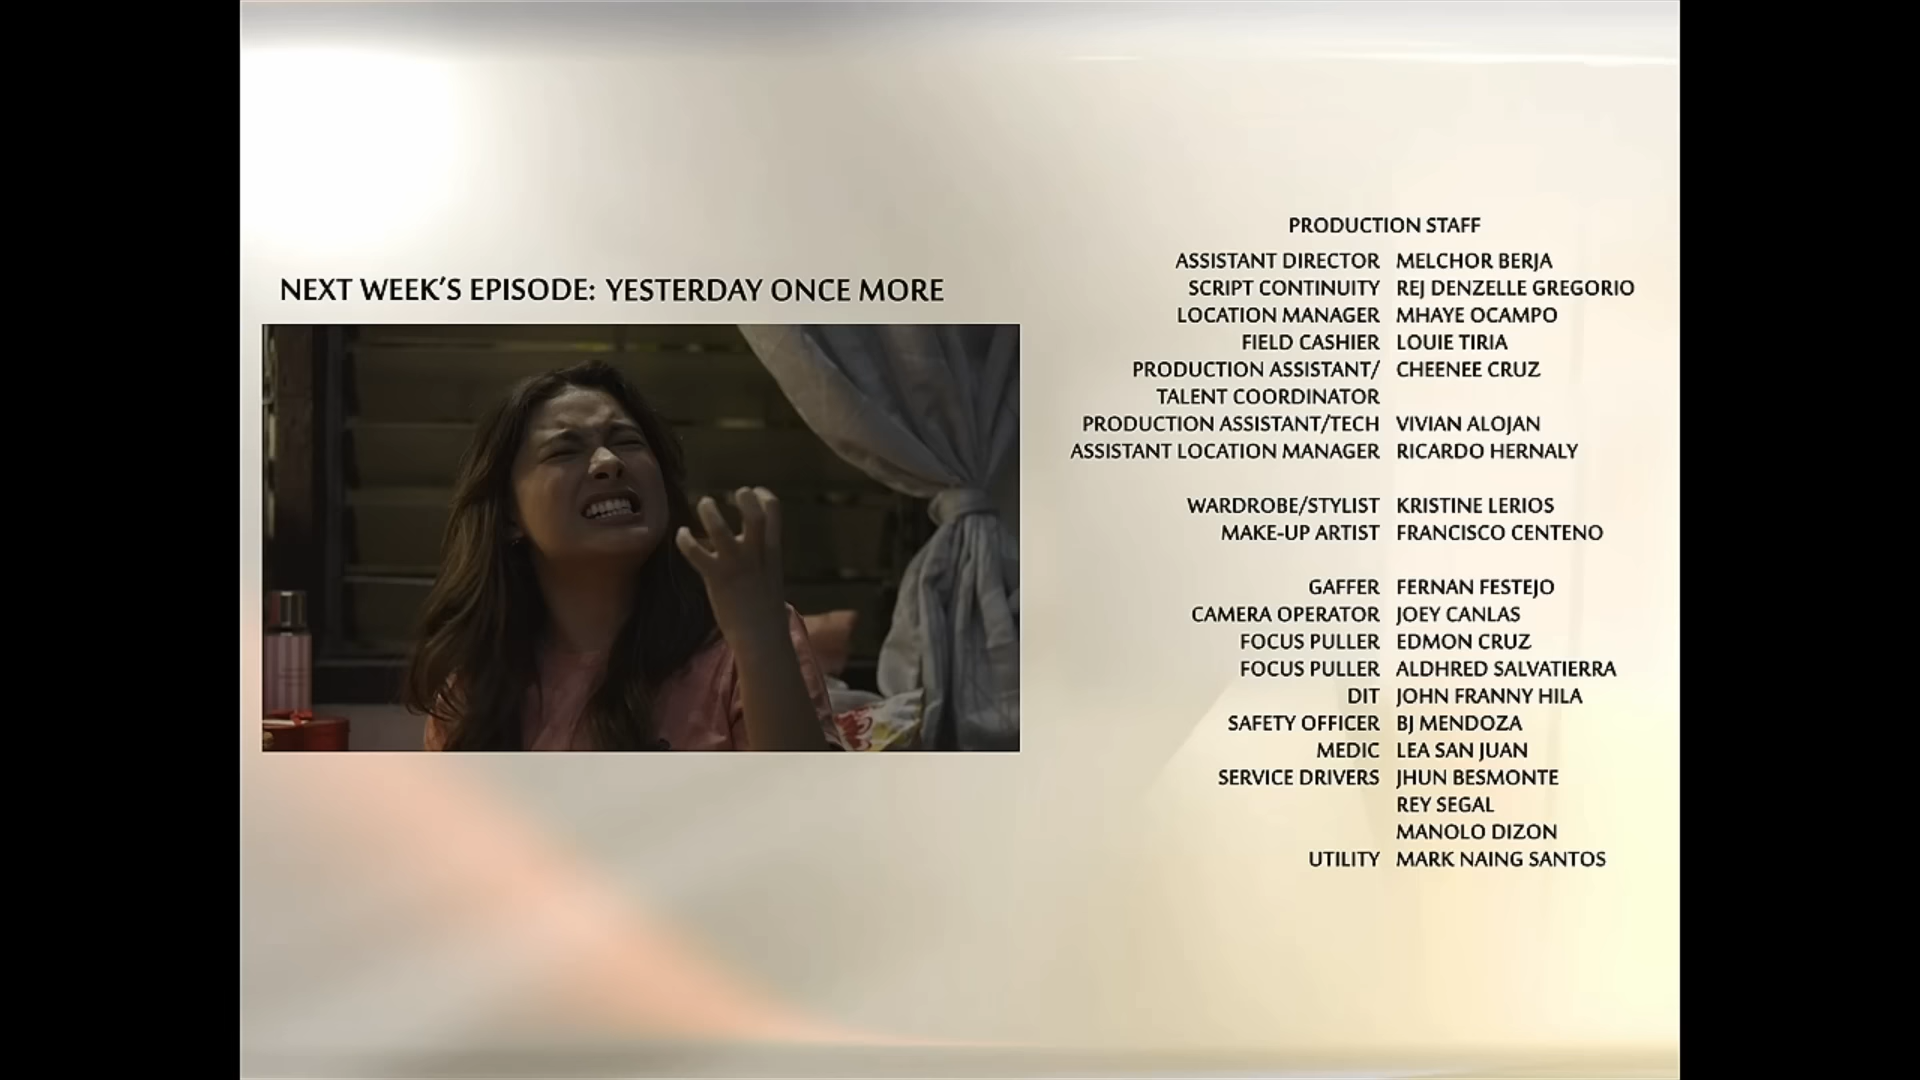 NEXT WEEK'S EPISODE: YESTERDAY ONCE MORE
PRODUCTION STAFF
ASSISTANT DIRECTOR MELCHOR BERJA
SCRIPT CONTINUITY REJ DENZELLE GREGORIO
LOCATION MANAGER MHAYE OCAMPO
FIELD CASHIER LOUIE TIRIA
PRODUCTION ASSISTANT/ CHEENEE CRUZ
TALENT COORDINATOR
PRODUCTION ASSISTANT/TECH VIVIAN ALOJAN
ASSISTANT LOCATION MANAGER RICARDO HERNALY
WARDROBE/STYLIST KRISTINE LERIOS
MAKE-UP ARTIST FRANCISCO CENTENO
GAFFER FERNAN FESTEJO
CAMERA OPERATOR JOEY CANLAS
FOCUS PULLER EDMON CRUZ
FOCUS PULLER ALDHRED SALVATIERRA
DIT JOHN FRANNY HILA
SAFETY OFFICER BJ MENDOZA
MEDIC LEA SAN JUAN
SERVICE DRIVERS JHUN BESMONTE
REY SEGAL
MANOLO DIZON
UTILITY MARK NAING SANTOS